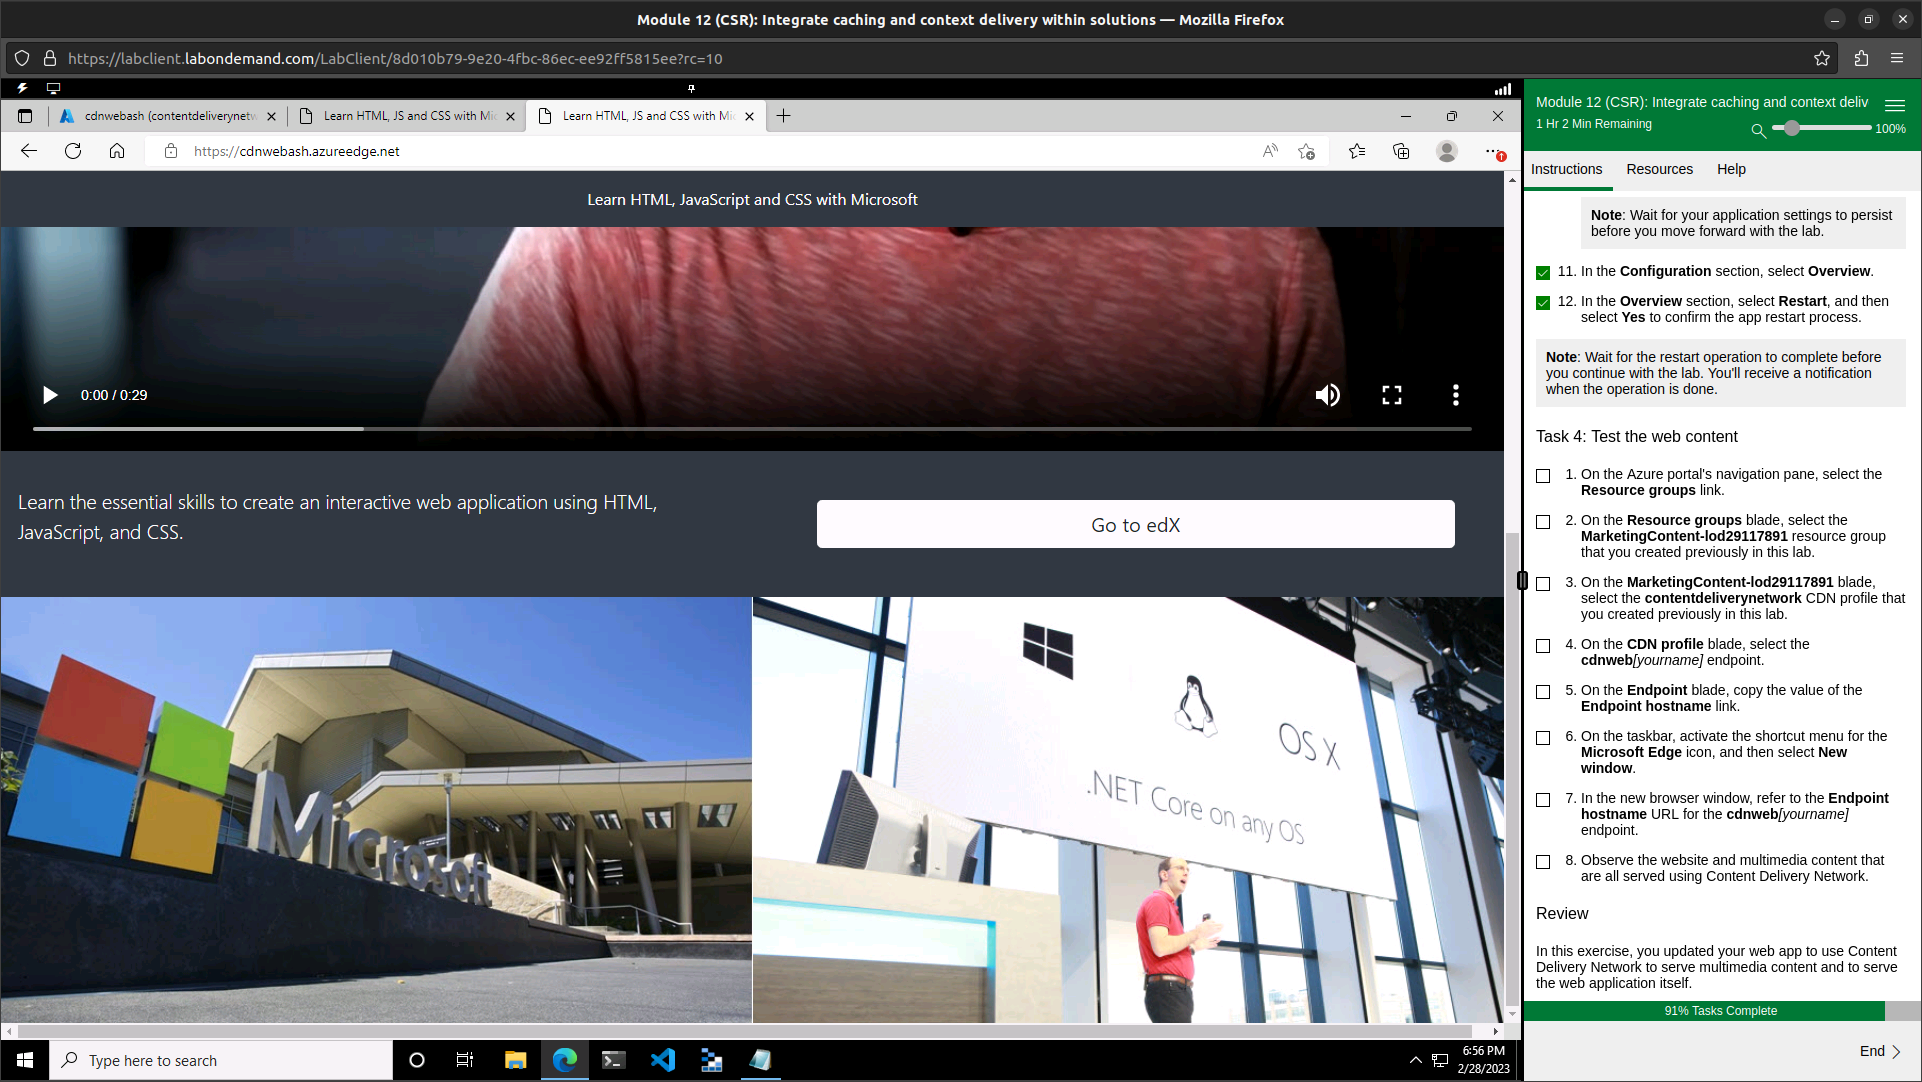 Module 12 (CSR): Integrate caching and context delivery within solutions — Mozilla Firefox
https://labclient.labondemand.com/LabClient/8d010b79-9e20-4fbc-86ec-ee92ff5815ee?rc=10
cdnwebash (contentdeliverynetw
Learn HTML, JS and CSS with Mic
Learn HTML, JS and CSS with Mic
https://cdnwebash.azureedge.net
Learn HTML, JavaScript and CSS with Microsoft
0:00 / 0:29
Learn the essential skills to create an interactive web application using HTML,
JavaScript, and CSS.
Go to edX
Microsoft
OS X
.NET Core on any OS
Type here to search
6:56 PM
2/28/2023
Module 12 (CSR): Integrate caching and context deliv
1 Hr 2 Min Remaining
100%
Instructions
Resources
Help
Note: Wait for your application settings to persist
before you move forward with the lab.
11. In the Configuration section, select Overview.
12. In the Overview section, select Restart, and then
select Yes to confirm the app restart process.
Note: Wait for the restart operation to complete before
you continue with the lab. You'll receive a notification
when the operation is done.
Task 4: Test the web content
1. On the Azure portal's navigation pane, select the
Resource groups link.
2. On the Resource groups blade, select the
MarketingContent-lod29117891 resource group
that you created previously in this lab.
3. On the MarketingContent-lod29117891 blade,
select the contentdeliverynetwork CDN profile that
you created previously in this lab.
4. On the CDN profile blade, select the
cdnweb[yourname] endpoint.
5. On the Endpoint blade, copy the value of the
Endpoint hostname link.
6. On the taskbar, activate the shortcut menu for the
Microsoft Edge icon, and then select New
window.
7. In the new browser window, refer to the Endpoint
hostname URL for the cdnweb[yourname]
endpoint.
8. Observe the website and multimedia content that
are all served using Content Delivery Network.
Review
In this exercise, you updated your web app to use Content
Delivery Network to serve multimedia content and to serve
the web application itself.
91% Tasks Complete
End